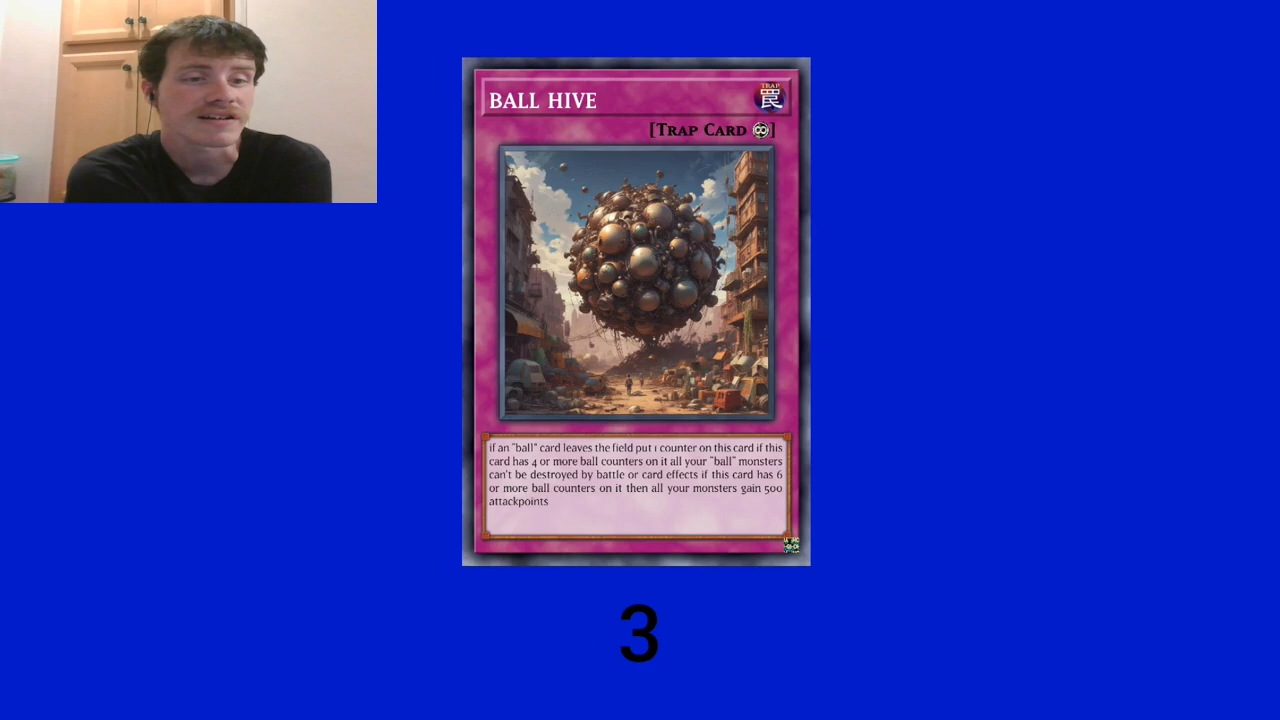 BALL HIVE
TRAP
罠
[TRAP CARD ]
if an "ball" card leaves the field put 1 counter on this card if this
card has 4 or more ball counters on it all your "ball" monsters
can't be destroyed by battle or card effects if this card has 6
or more ball counters on it then all your monsters gain 500
attackpoints
3